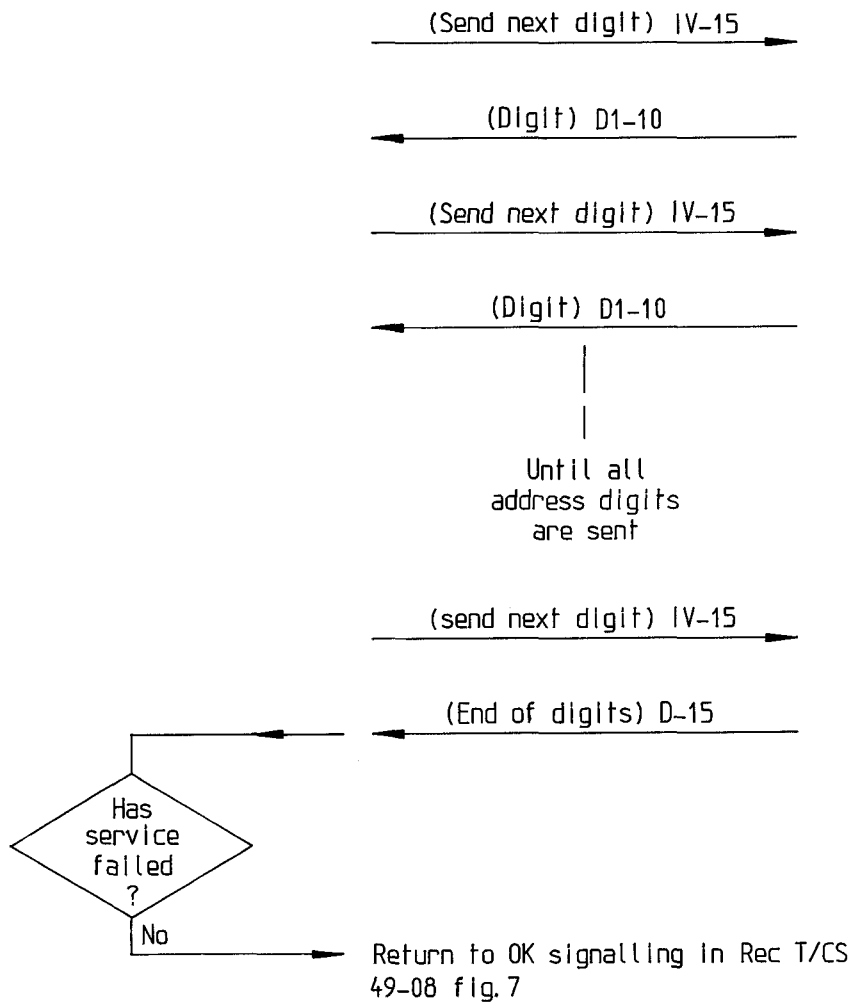 (Send next digit) IV-15
(Digit) D1-10
(Send next digit) IV-15
(Digit) D1-10
Until all
address digits
are sent
(send next digit) IV-15
(End of digits) D-15
Has
service
failed
?
No
Return to OK signalling in Rec T/CS
49-08 fig. 7